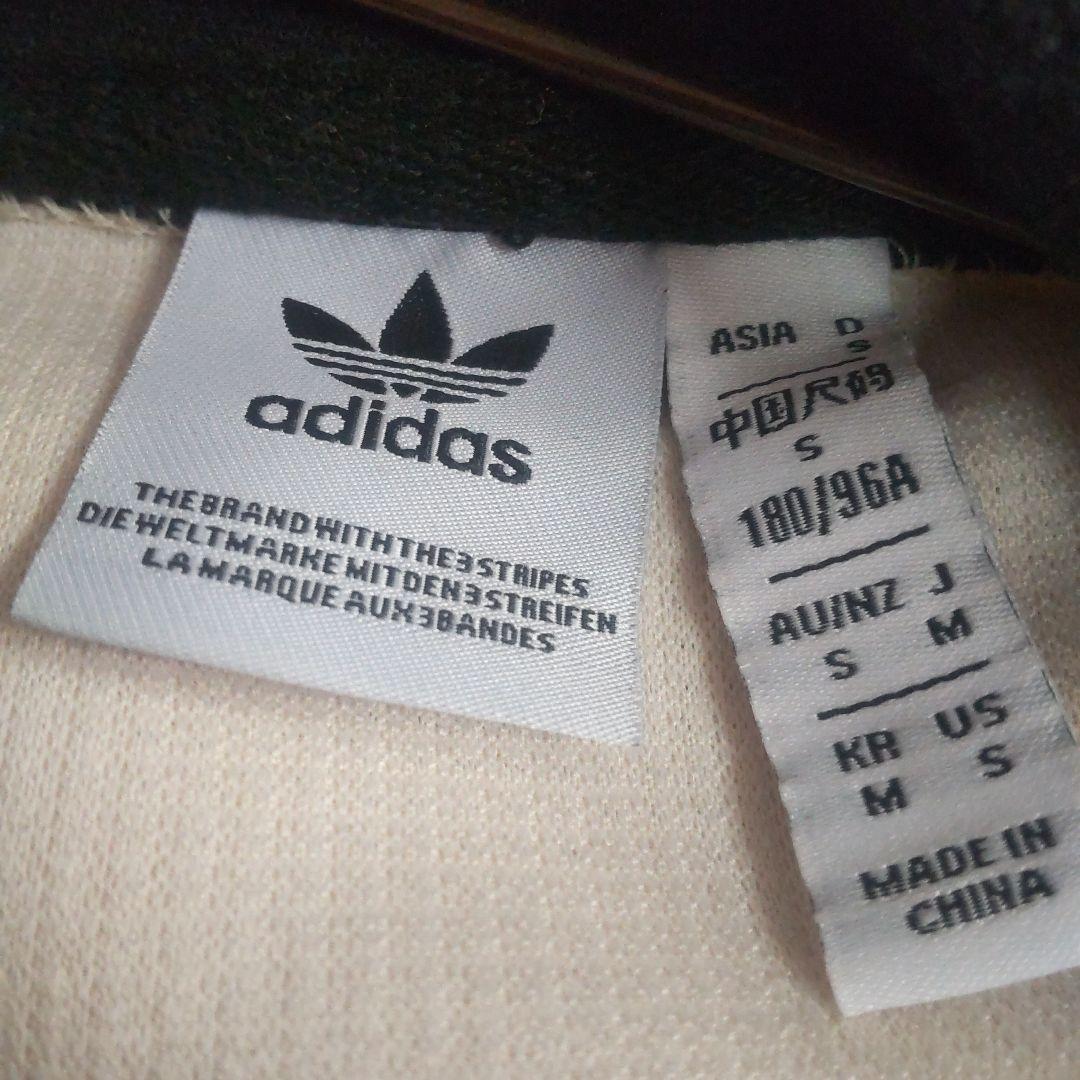 adidas
THE BRAND WITH THE 3 STRIPES
DIE WELTMARKE MIT DEN 3 STREIFEN
LA MARQUE AUX 3 BANDES
ASIA D
S
中国尺码
S
180/96A
AU/NZ J
S M
KR US
M S
MADE IN
CHINA